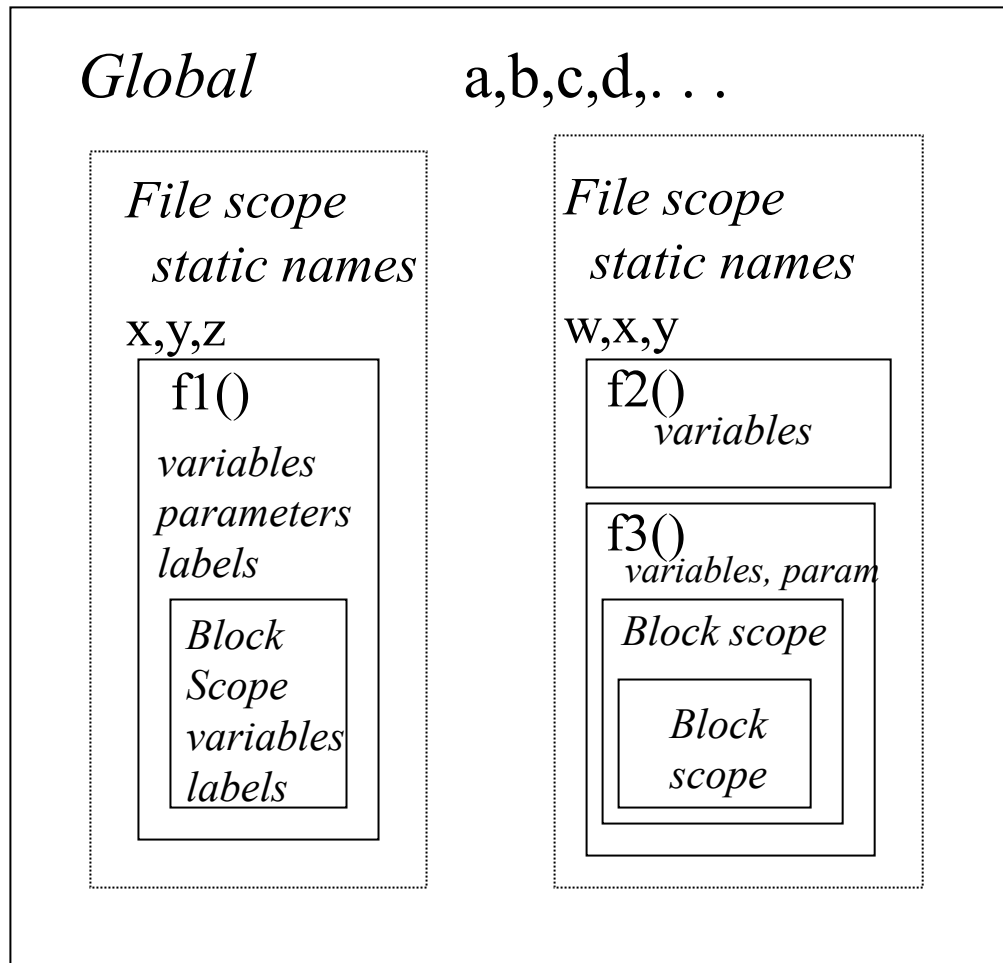 Global a,b,c,d,. . .
File scope
static names
x,y,z
f1()
variables
parameters
labels
Block
Scope
variables
labels
File scope
static names
w,x,y
f2()
variables
f3()
variables, param
Block scope
Block
scope